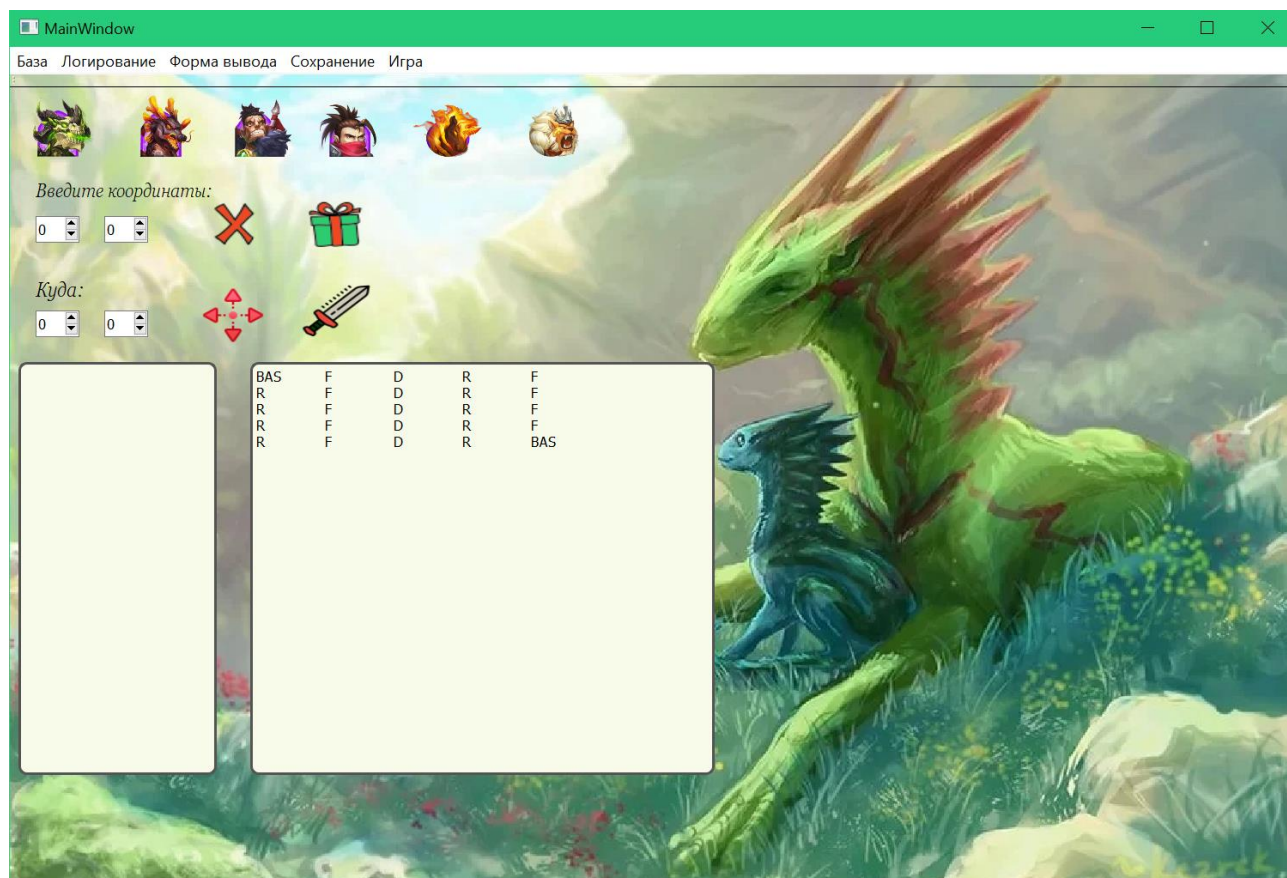 MainWindow
База Логирование Форма вывода Сохранение Игра
Введите координаты:
0 0
Куда:
0 0
BAS F D R F
R F D R F
R F D R F
R F D R F
R F D R BAS